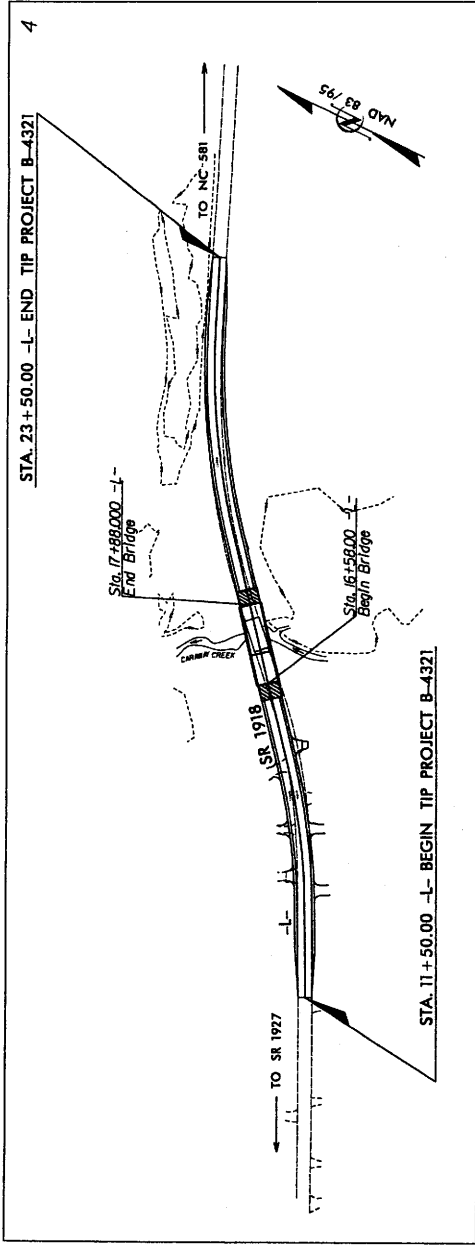 4
STA. 23+50.00 -L- END TIP PROJECT B-4321
TO NC 581
NAD 83/95
Sta. 17+88.000 -L-
End Bridge
CREEK
SR 1918
Sta. 16+58.00 -L-
Begin Bridge
-L-
TO SR 1927
STA. 11+50.00 -L- BEGIN TIP PROJECT B-4321